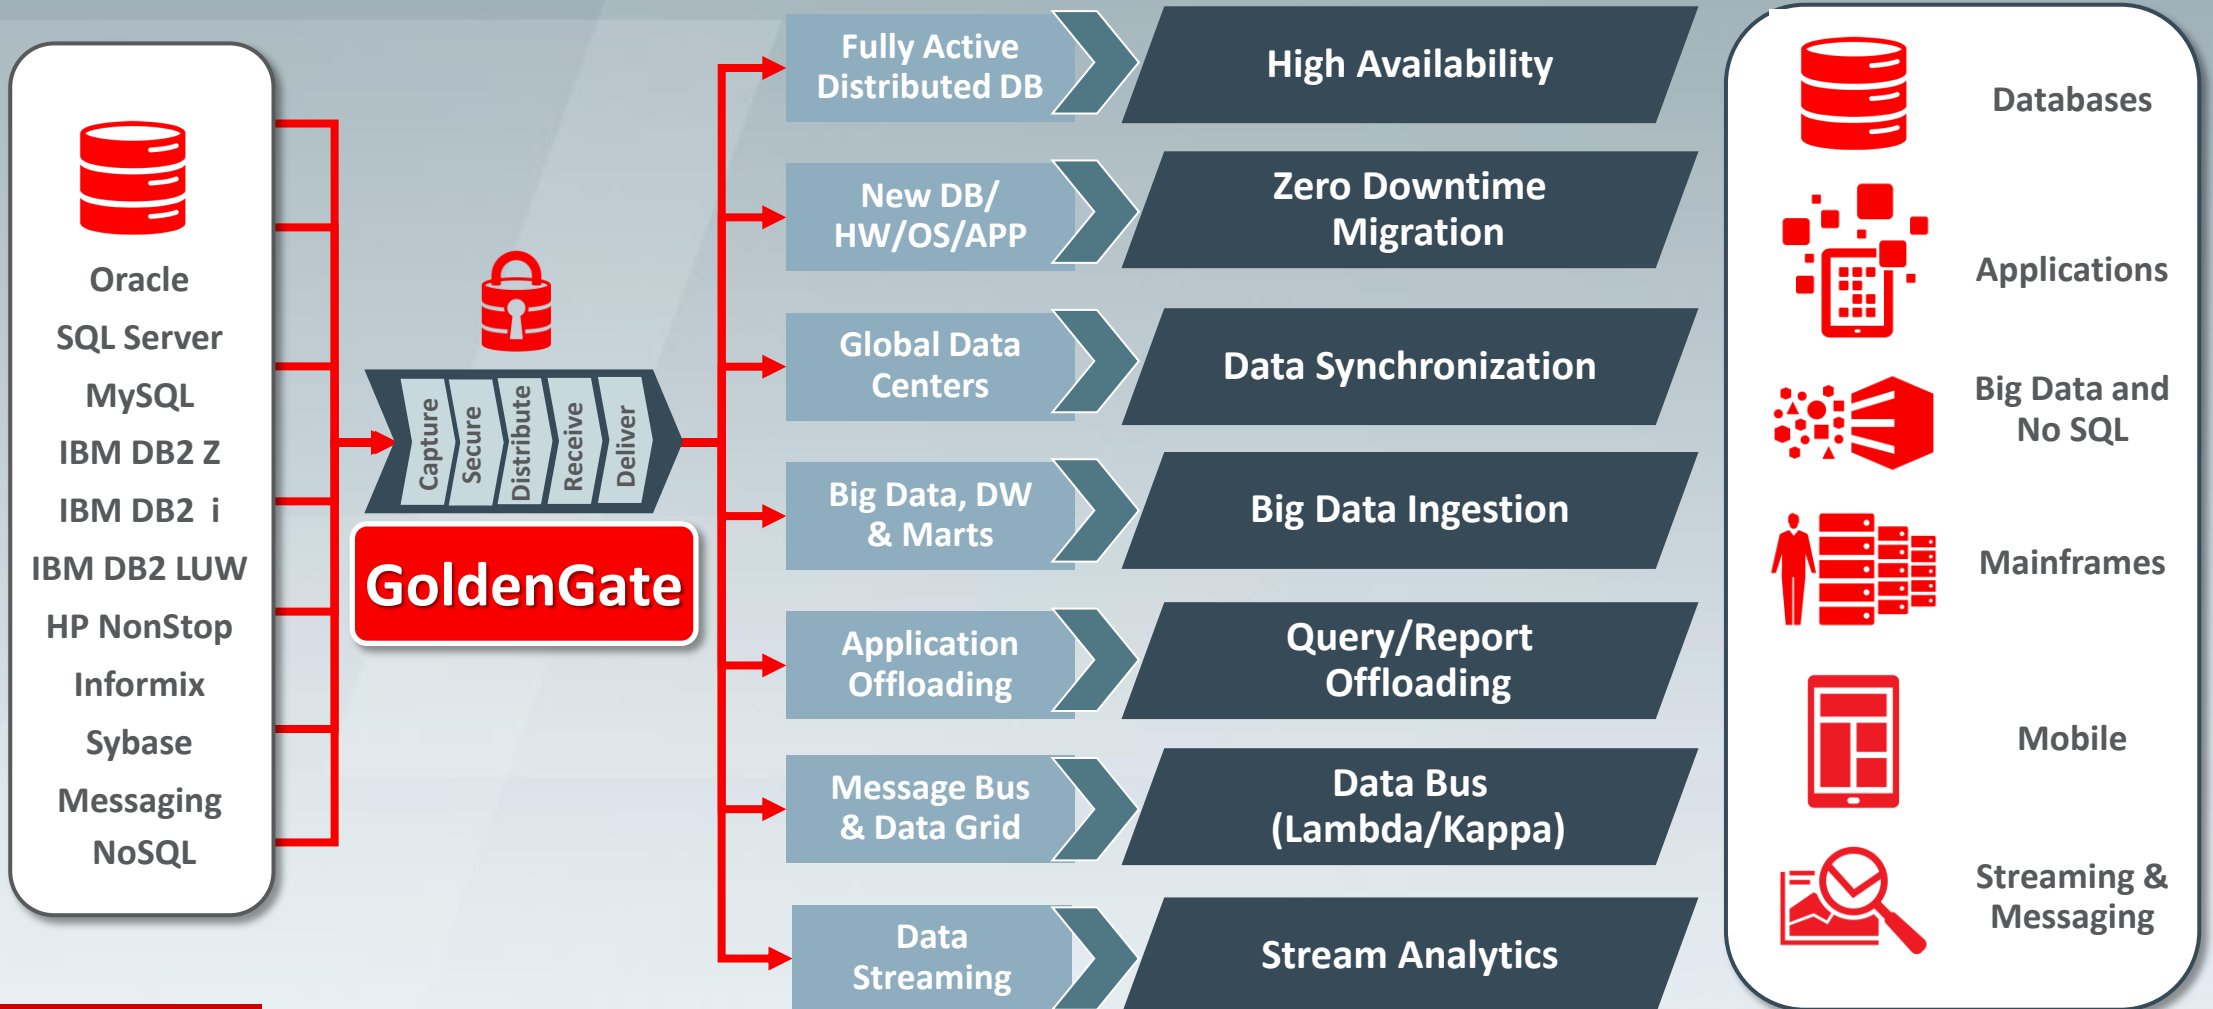 Oracle
SQL Server
MySQL
IBM DB2 Z
IBM DB2 i
IBM DB2 LUW
HP NonStop
Informix
Sybase
Messaging
NoSQL
Capture
Secure
Distribute
Receive
Deliver
GoldenGate
Fully Active
Distributed DB
High Availability
New DB/
HW/OS/APP
Zero Downtime
Migration
Global Data
Centers
Data Synchronization
Big Data, DW
& Marts
Big Data Ingestion
Application
Offloading
Query/Report
Offloading
Message Bus
& Data Grid
Data Bus
(Lambda/Kappa)
Data
Streaming
Stream Analytics
Databases
Applications
Big Data and
No SQL
Mainframes
Mobile
Streaming &
Messaging